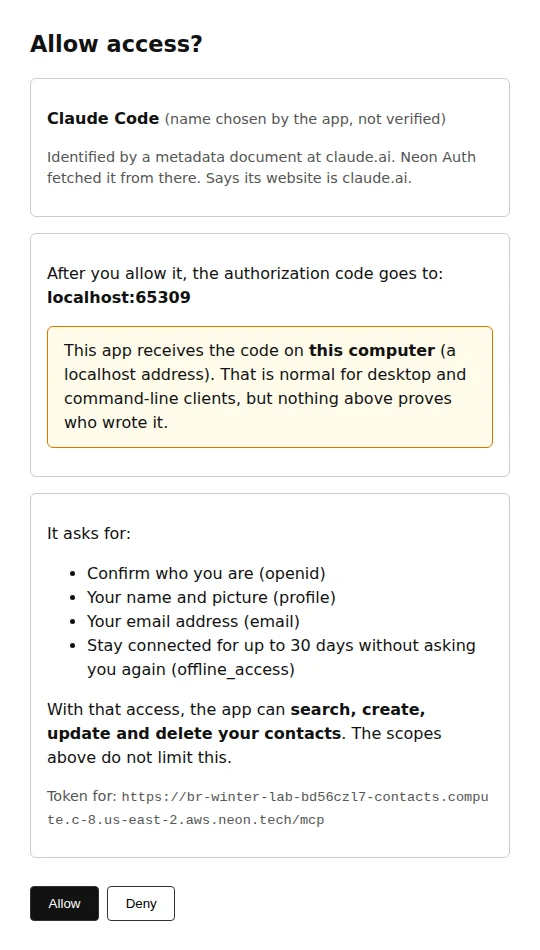 Allow access?
Claude Code (name chosen by the app, not verified)
Identified by a metadata document at claude.ai. Neon Auth
fetched it from there. Says its website is claude.ai.
After you allow it, the authorization code goes to:
localhost:65309
This app receives the code on this computer (a
localhost address). That is normal for desktop and
command-line clients, but nothing above proves
who wrote it.
It asks for:
• Confirm who you are (openid)
• Your name and picture (profile)
• Your email address (email)
• Stay connected for up to 30 days without asking
you again (offline_access)
With that access, the app can search, create,
update and delete your contacts. The scopes
above do not limit this.
Token for: https://br-winter-lab-bd56czl7-contacts.compu
te.c-8.us-east-2.aws.neon.tech/mcp
Allow
Deny